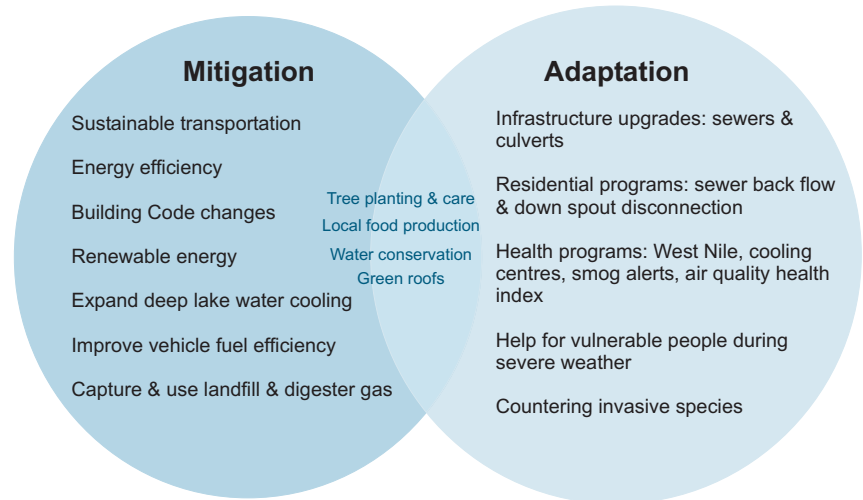 Mitigation
Sustainable transportation
Energy efficiency
Building Code changes
Renewable energy
Expand deep lake water cooling
Improve vehicle fuel efficiency
Capture & use landfill & digester gas
Tree planting & care
Local food production
Water conservation
Green roofs
Adaptation
Infrastructure upgrades: sewers &
culverts
Residential programs: sewer back flow
& down spout disconnection
Health programs: West Nile, cooling
centres, smog alerts, air quality health
index
Help for vulnerable people during
severe weather
Countering invasive species